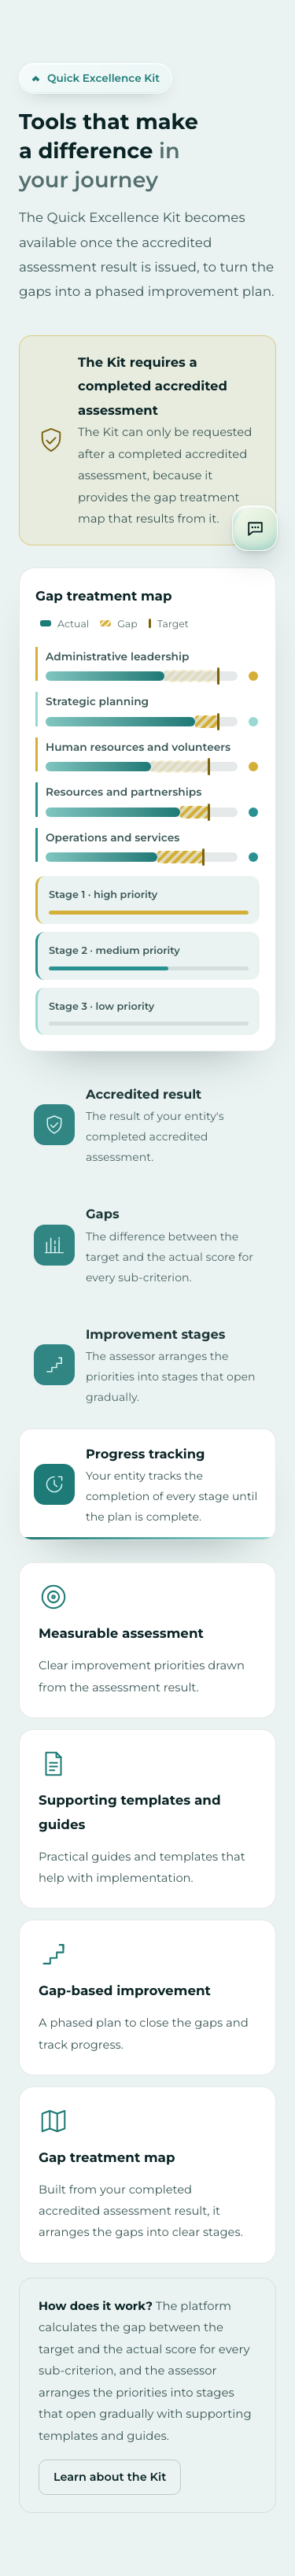 Quick Excellence Kit
Tools that make
a difference in
your journey
The Quick Excellence Kit becomes
available once the accredited
assessment result is issued, to turn the
gaps into a phased improvement plan.
The Kit requires a
completed accredited
assessment
The Kit can only be requested
after a completed accredited
assessment, because it
provides the gap treatment
map that results from it.
Gap treatment map
Actual Gap Target
Administrative leadership
Strategic planning
Human resources and volunteers
Resources and partnerships
Operations and services
Stage 1 · high priority
Stage 2 · medium priority
Stage 3 · low priority
Accredited result
The result of your entity's
completed accredited
assessment.
Gaps
The difference between the
target and the actual score for
every sub-criterion.
Improvement stages
The assessor arranges the
priorities into stages that open
gradually.
Progress tracking
Your entity tracks the
completion of every stage until
the plan is complete.
Measurable assessment
Clear improvement priorities drawn
from the assessment result.
Supporting templates and
guides
Practical guides and templates that
help with implementation.
Gap-based improvement
A phased plan to close the gaps and
track progress.
Gap treatment map
Built from your completed
accredited assessment result, it
arranges the gaps into clear stages.
How does it work? The platform
calculates the gap between the
target and the actual score for every
sub-criterion, and the assessor
arranges the priorities into stages
that open gradually with supporting
templates and guides.
Learn about the Kit